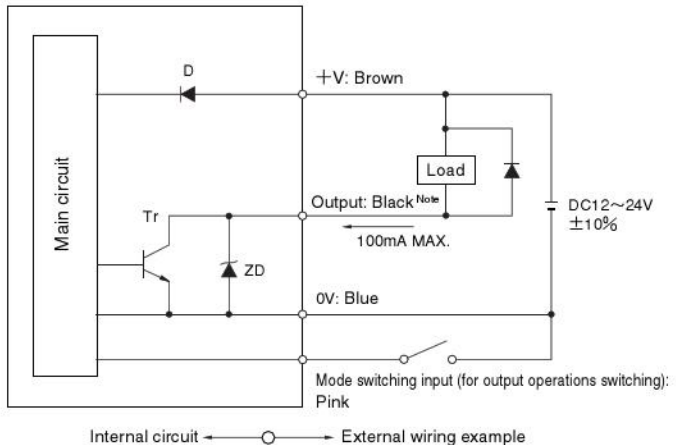 D
+V: Brown
Main circuit
Load
Output: Black Note
Tr
DC12～24V
±10%
100mA MAX.
ZD
0V: Blue
Mode switching input (for output operations switching):
Pink
Internal circuit
External wiring example